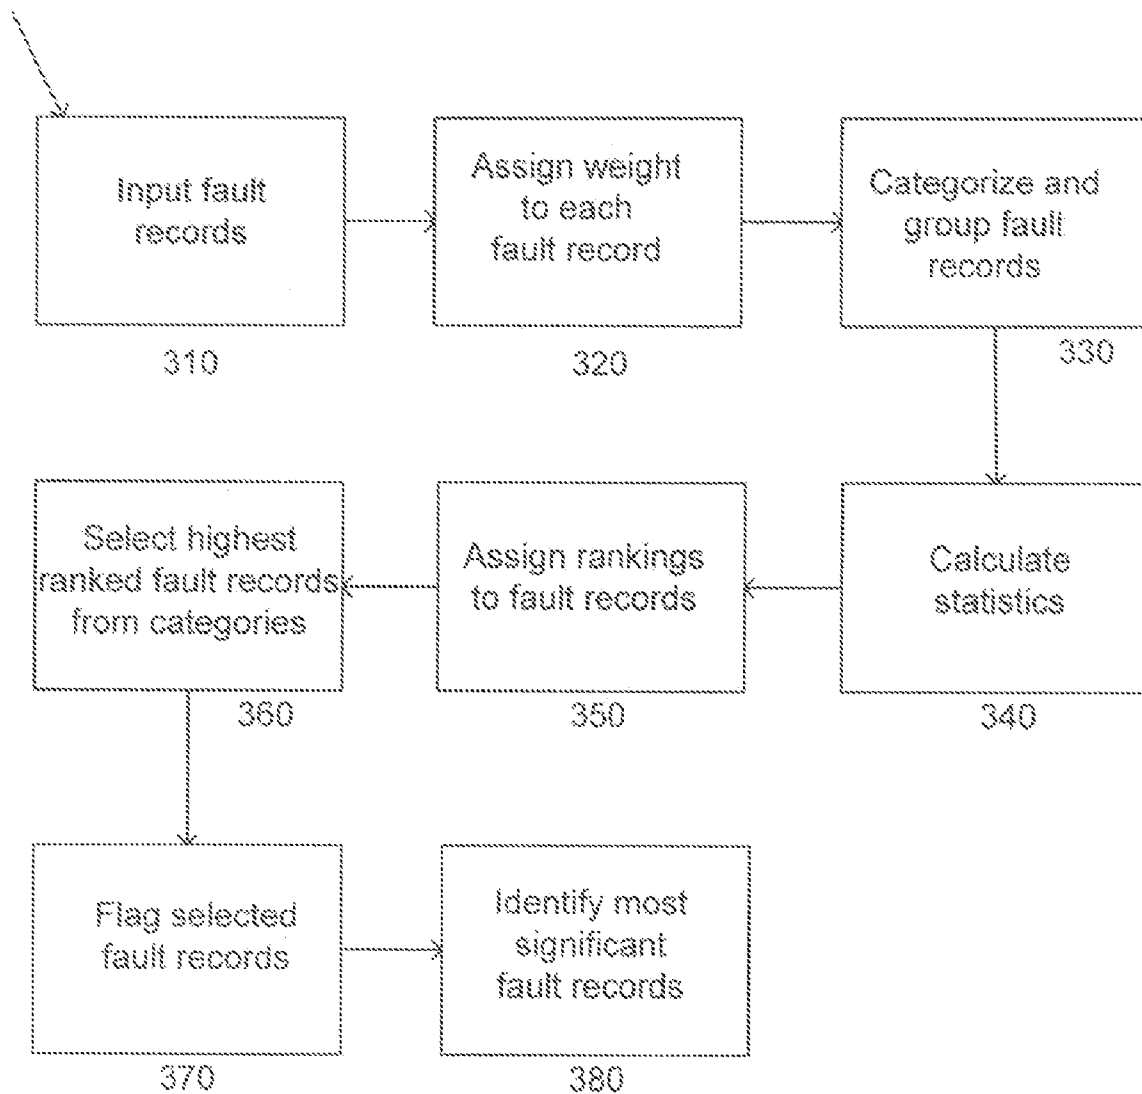 Input fault
records
310
Assign weight
to each
fault record
320
Categorize and
group fault
records
330
Calculate
statistics
340
Assign rankings
to fault records
350
Select highest
ranked fault records
from categories
360
Flag selected
fault records
370
Identify most
significant
fault records
380